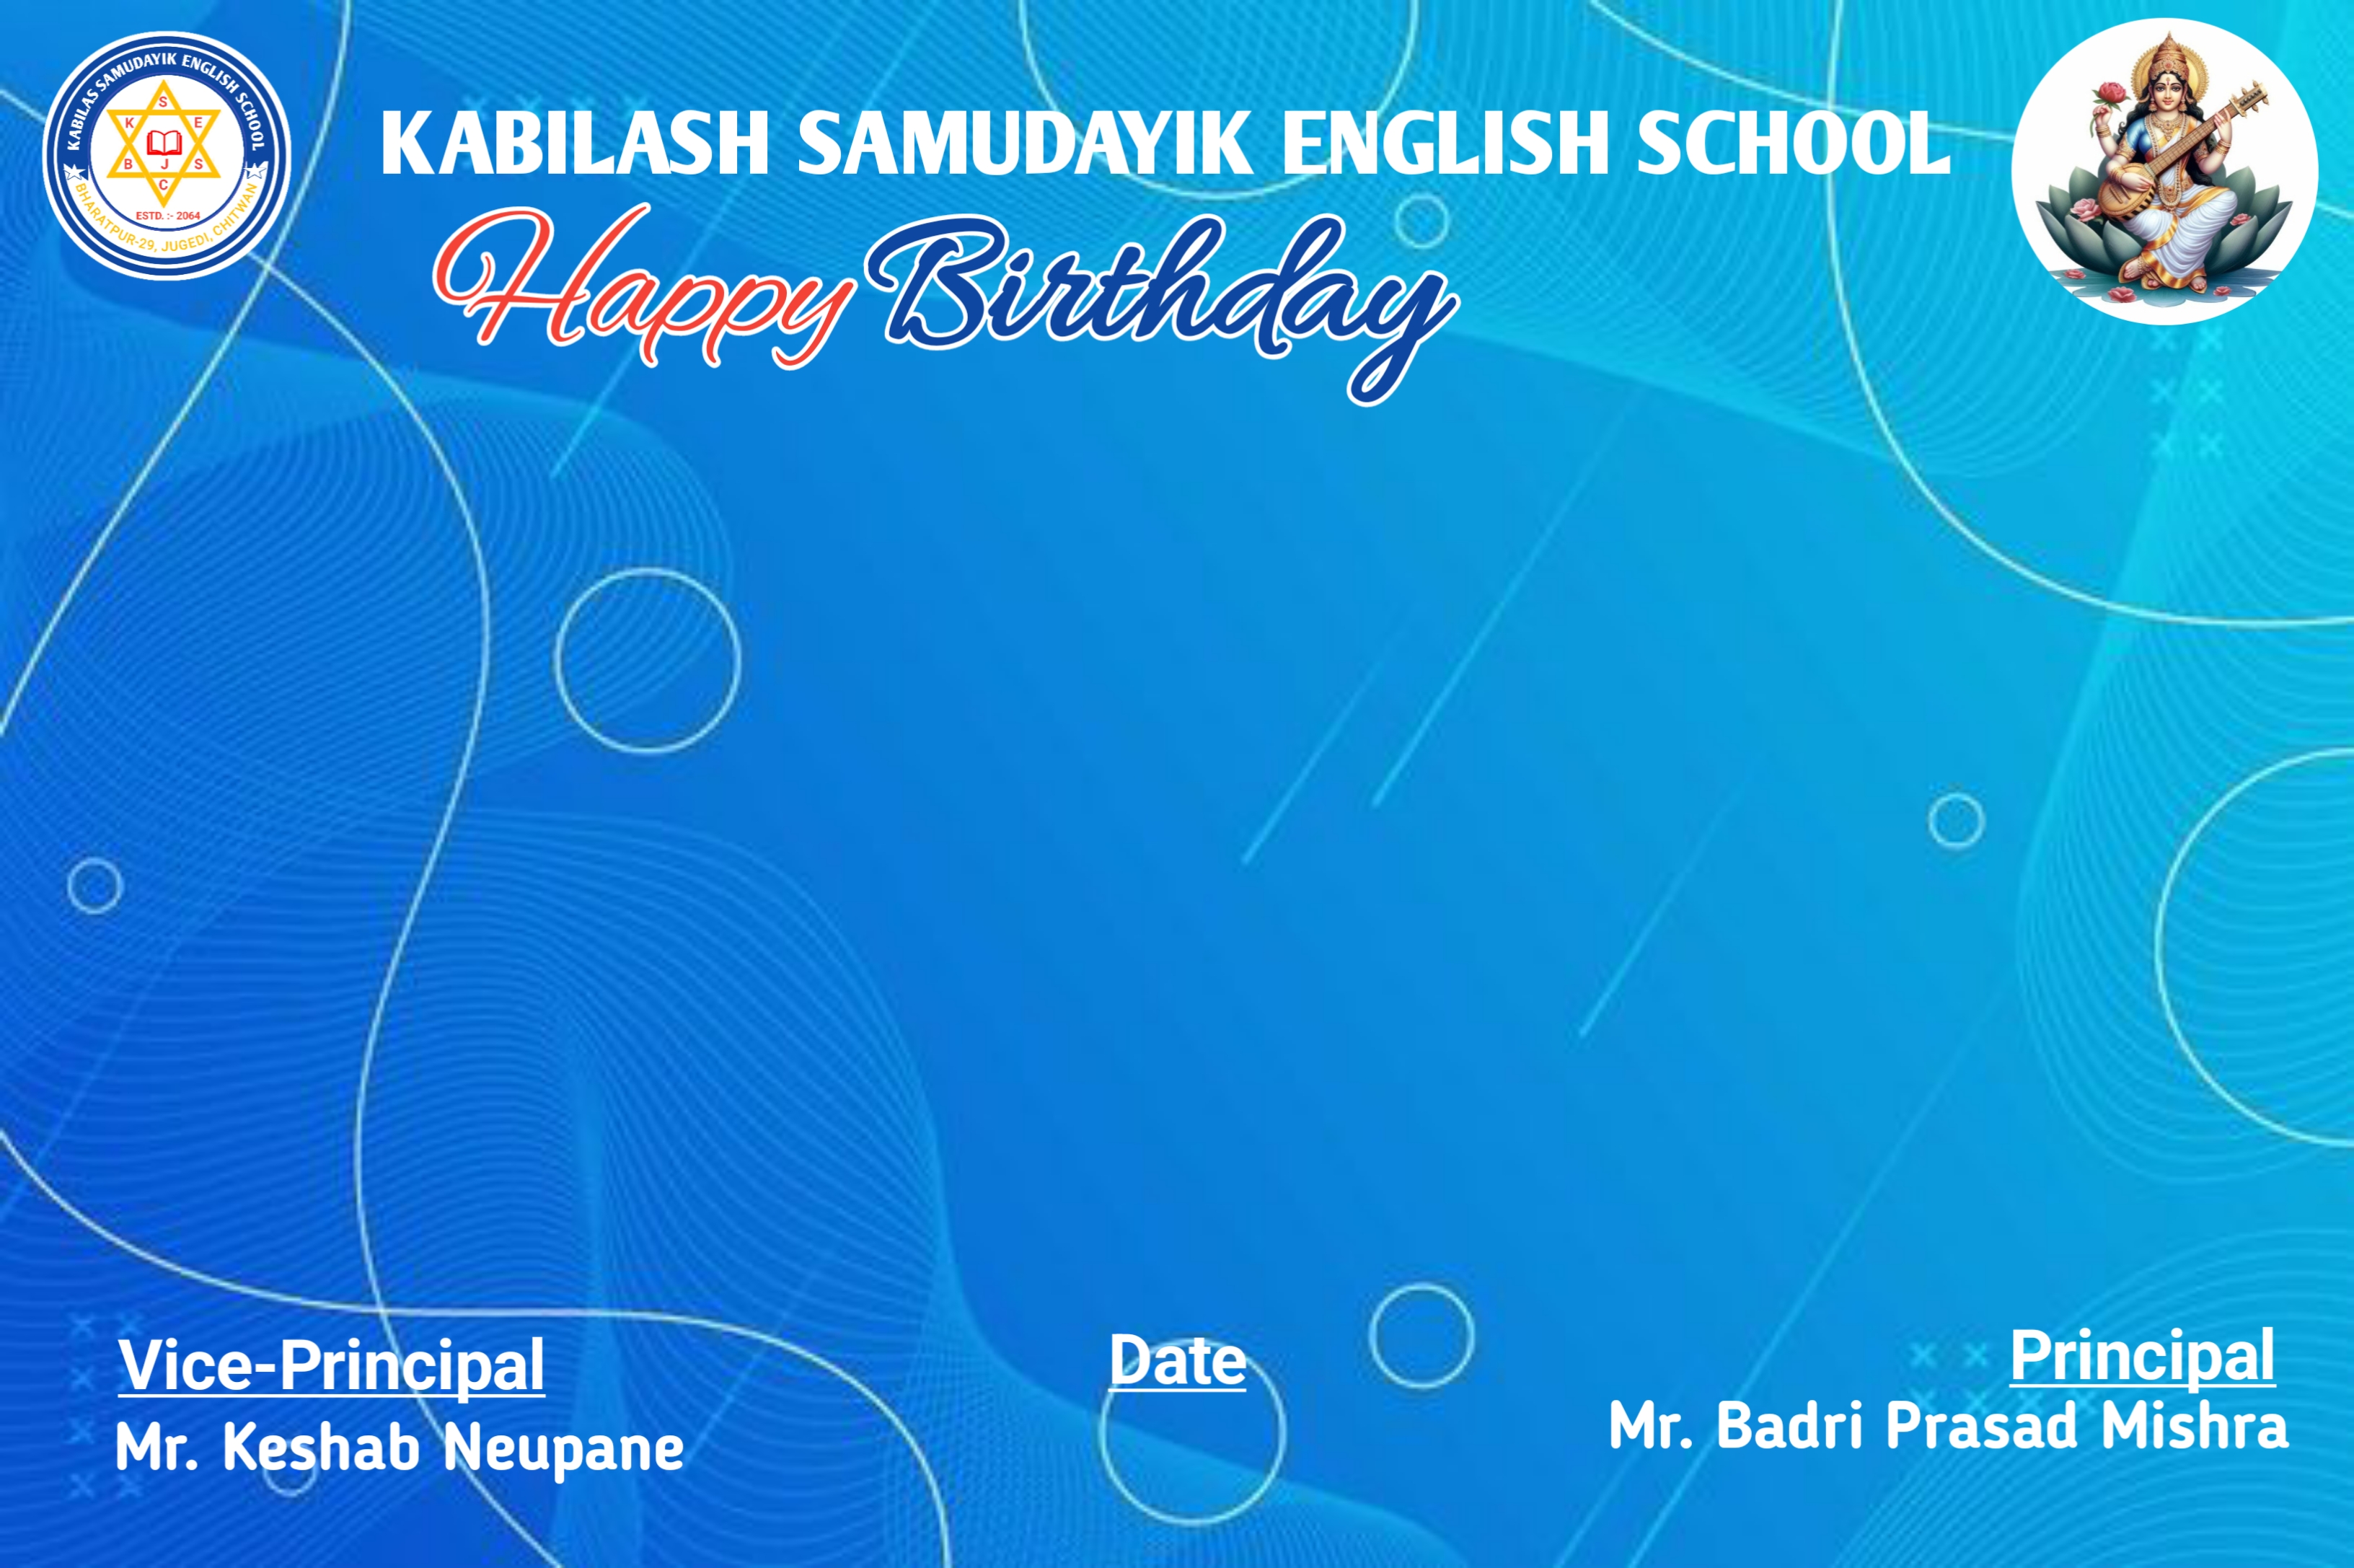 KABILAS SAMUDAYIK ENGLISH SCHOOL
S
K E
B J S
C
ESTD. :- 2064
BHARATPUR-29, JUGEDI, CHITWAN
KABILASH SAMUDAYIK ENGLISH SCHOOL
Happy Birthday
Vice-Principal
Mr. Keshab Neupane
Date
Principal
Mr. Badri Prasad Mishra